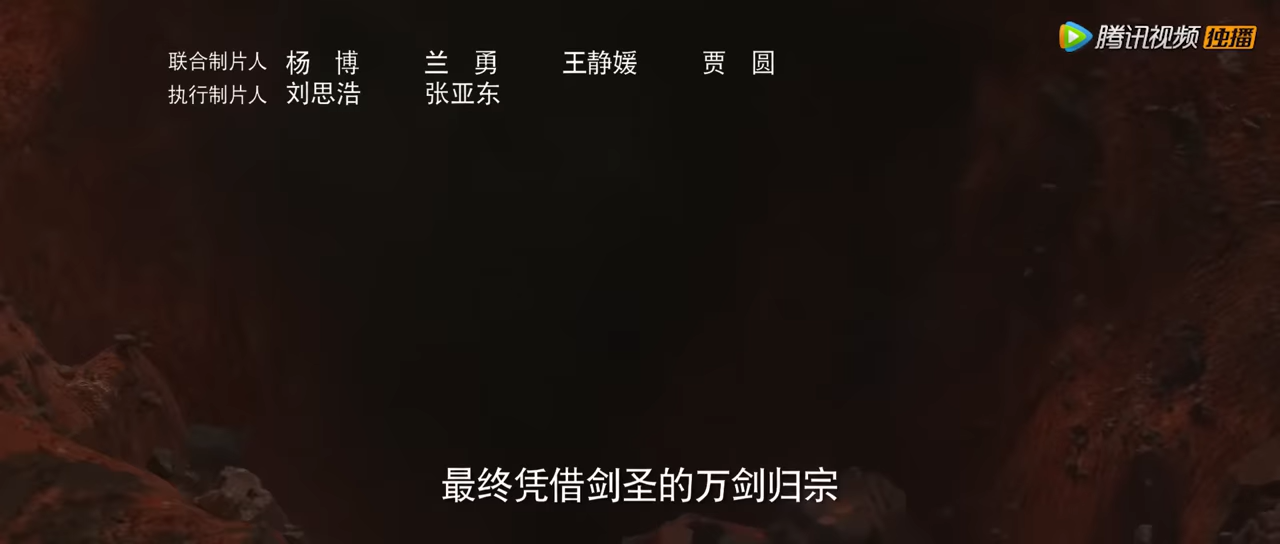 腾讯视频 独播
联合制片人 杨 博 兰 勇 王静媛 贾 圆
执行制片人 刘思浩 张亚东
最终凭借剑圣的万剑归宗